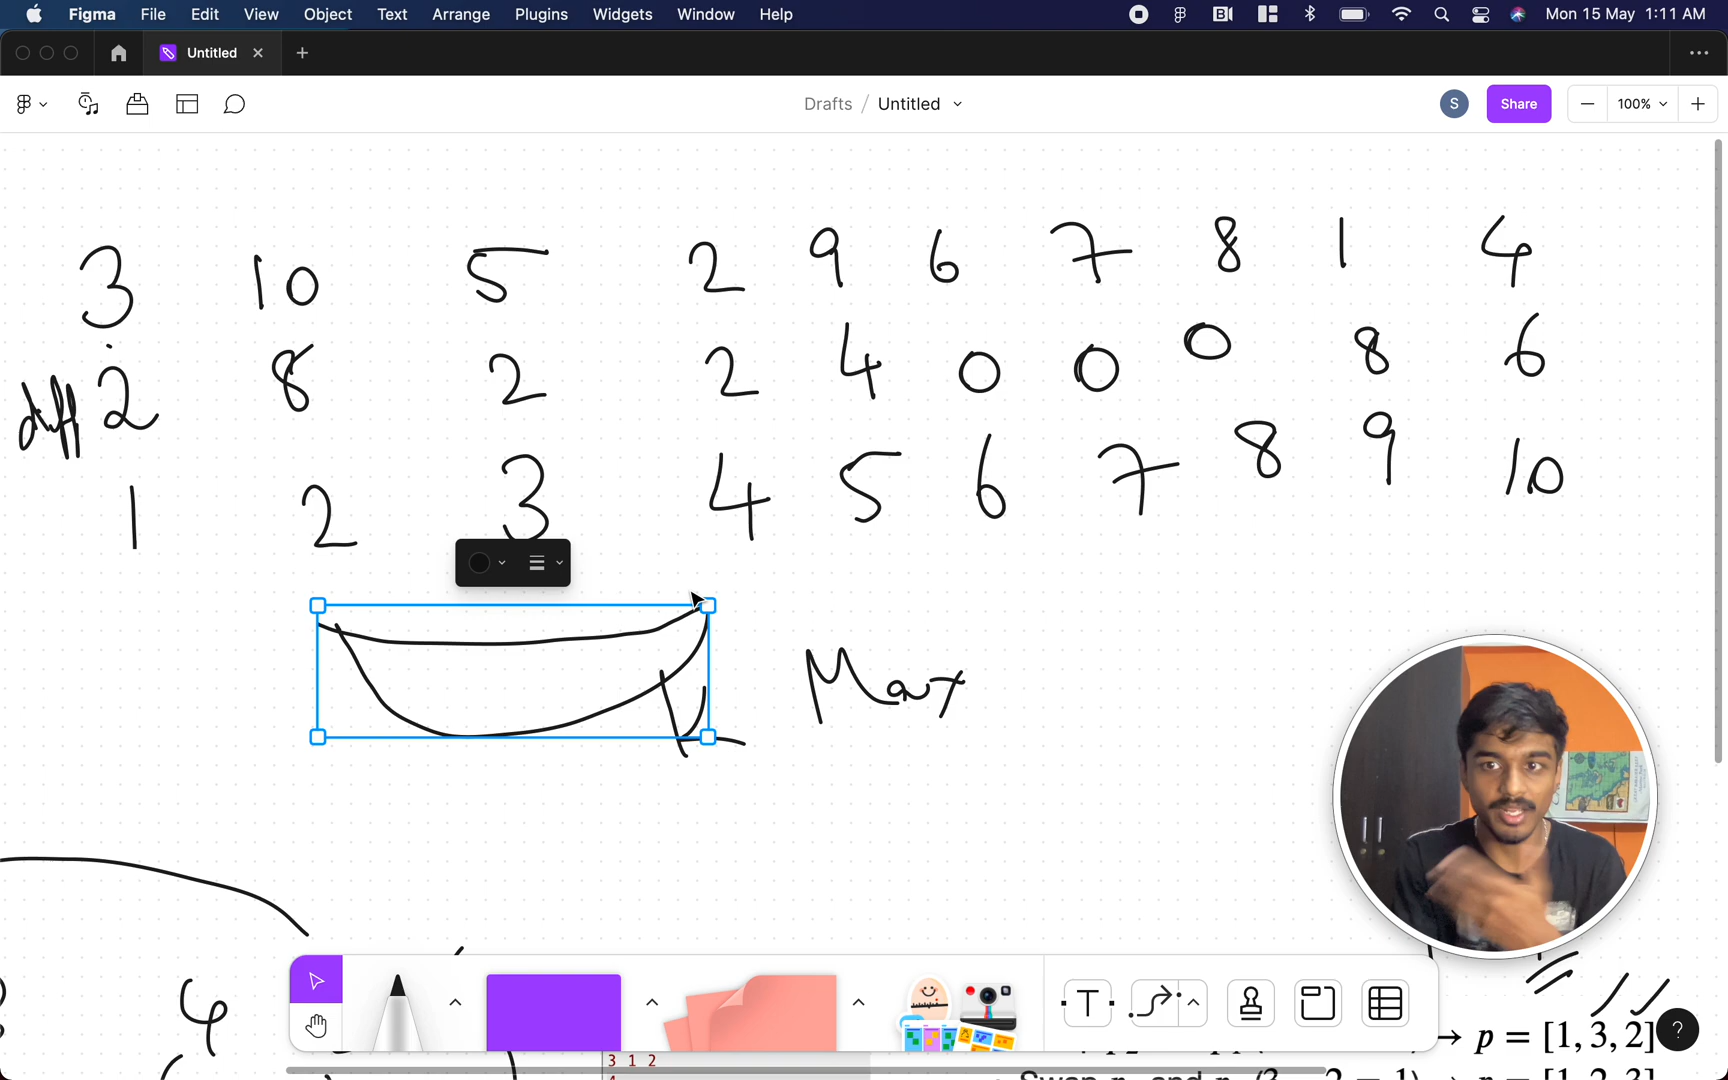 Figma File Edit View Object Text Arrange Plugins Widgets Window Help Mon 15 May 1:11 AM
Untitled
Drafts / Untitled S Share 100%
3 10 5 2 9 6 7 8 1 4
diff 2 8 2 2 4 0 0 0 8 6
1 2 3 4 5 6 7 8 9 10
Max
4
T
→ p = [1, 3, 2] ?
3 1 2